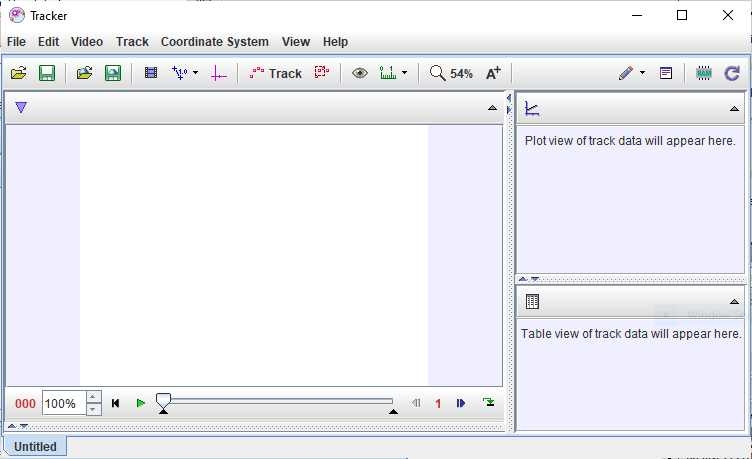 Tracker
File Edit Video Track Coordinate System View Help
Track 54% A+ RAM
Plot view of track data will appear here.
Table view of track data will appear here.
000 100% 1
Untitled